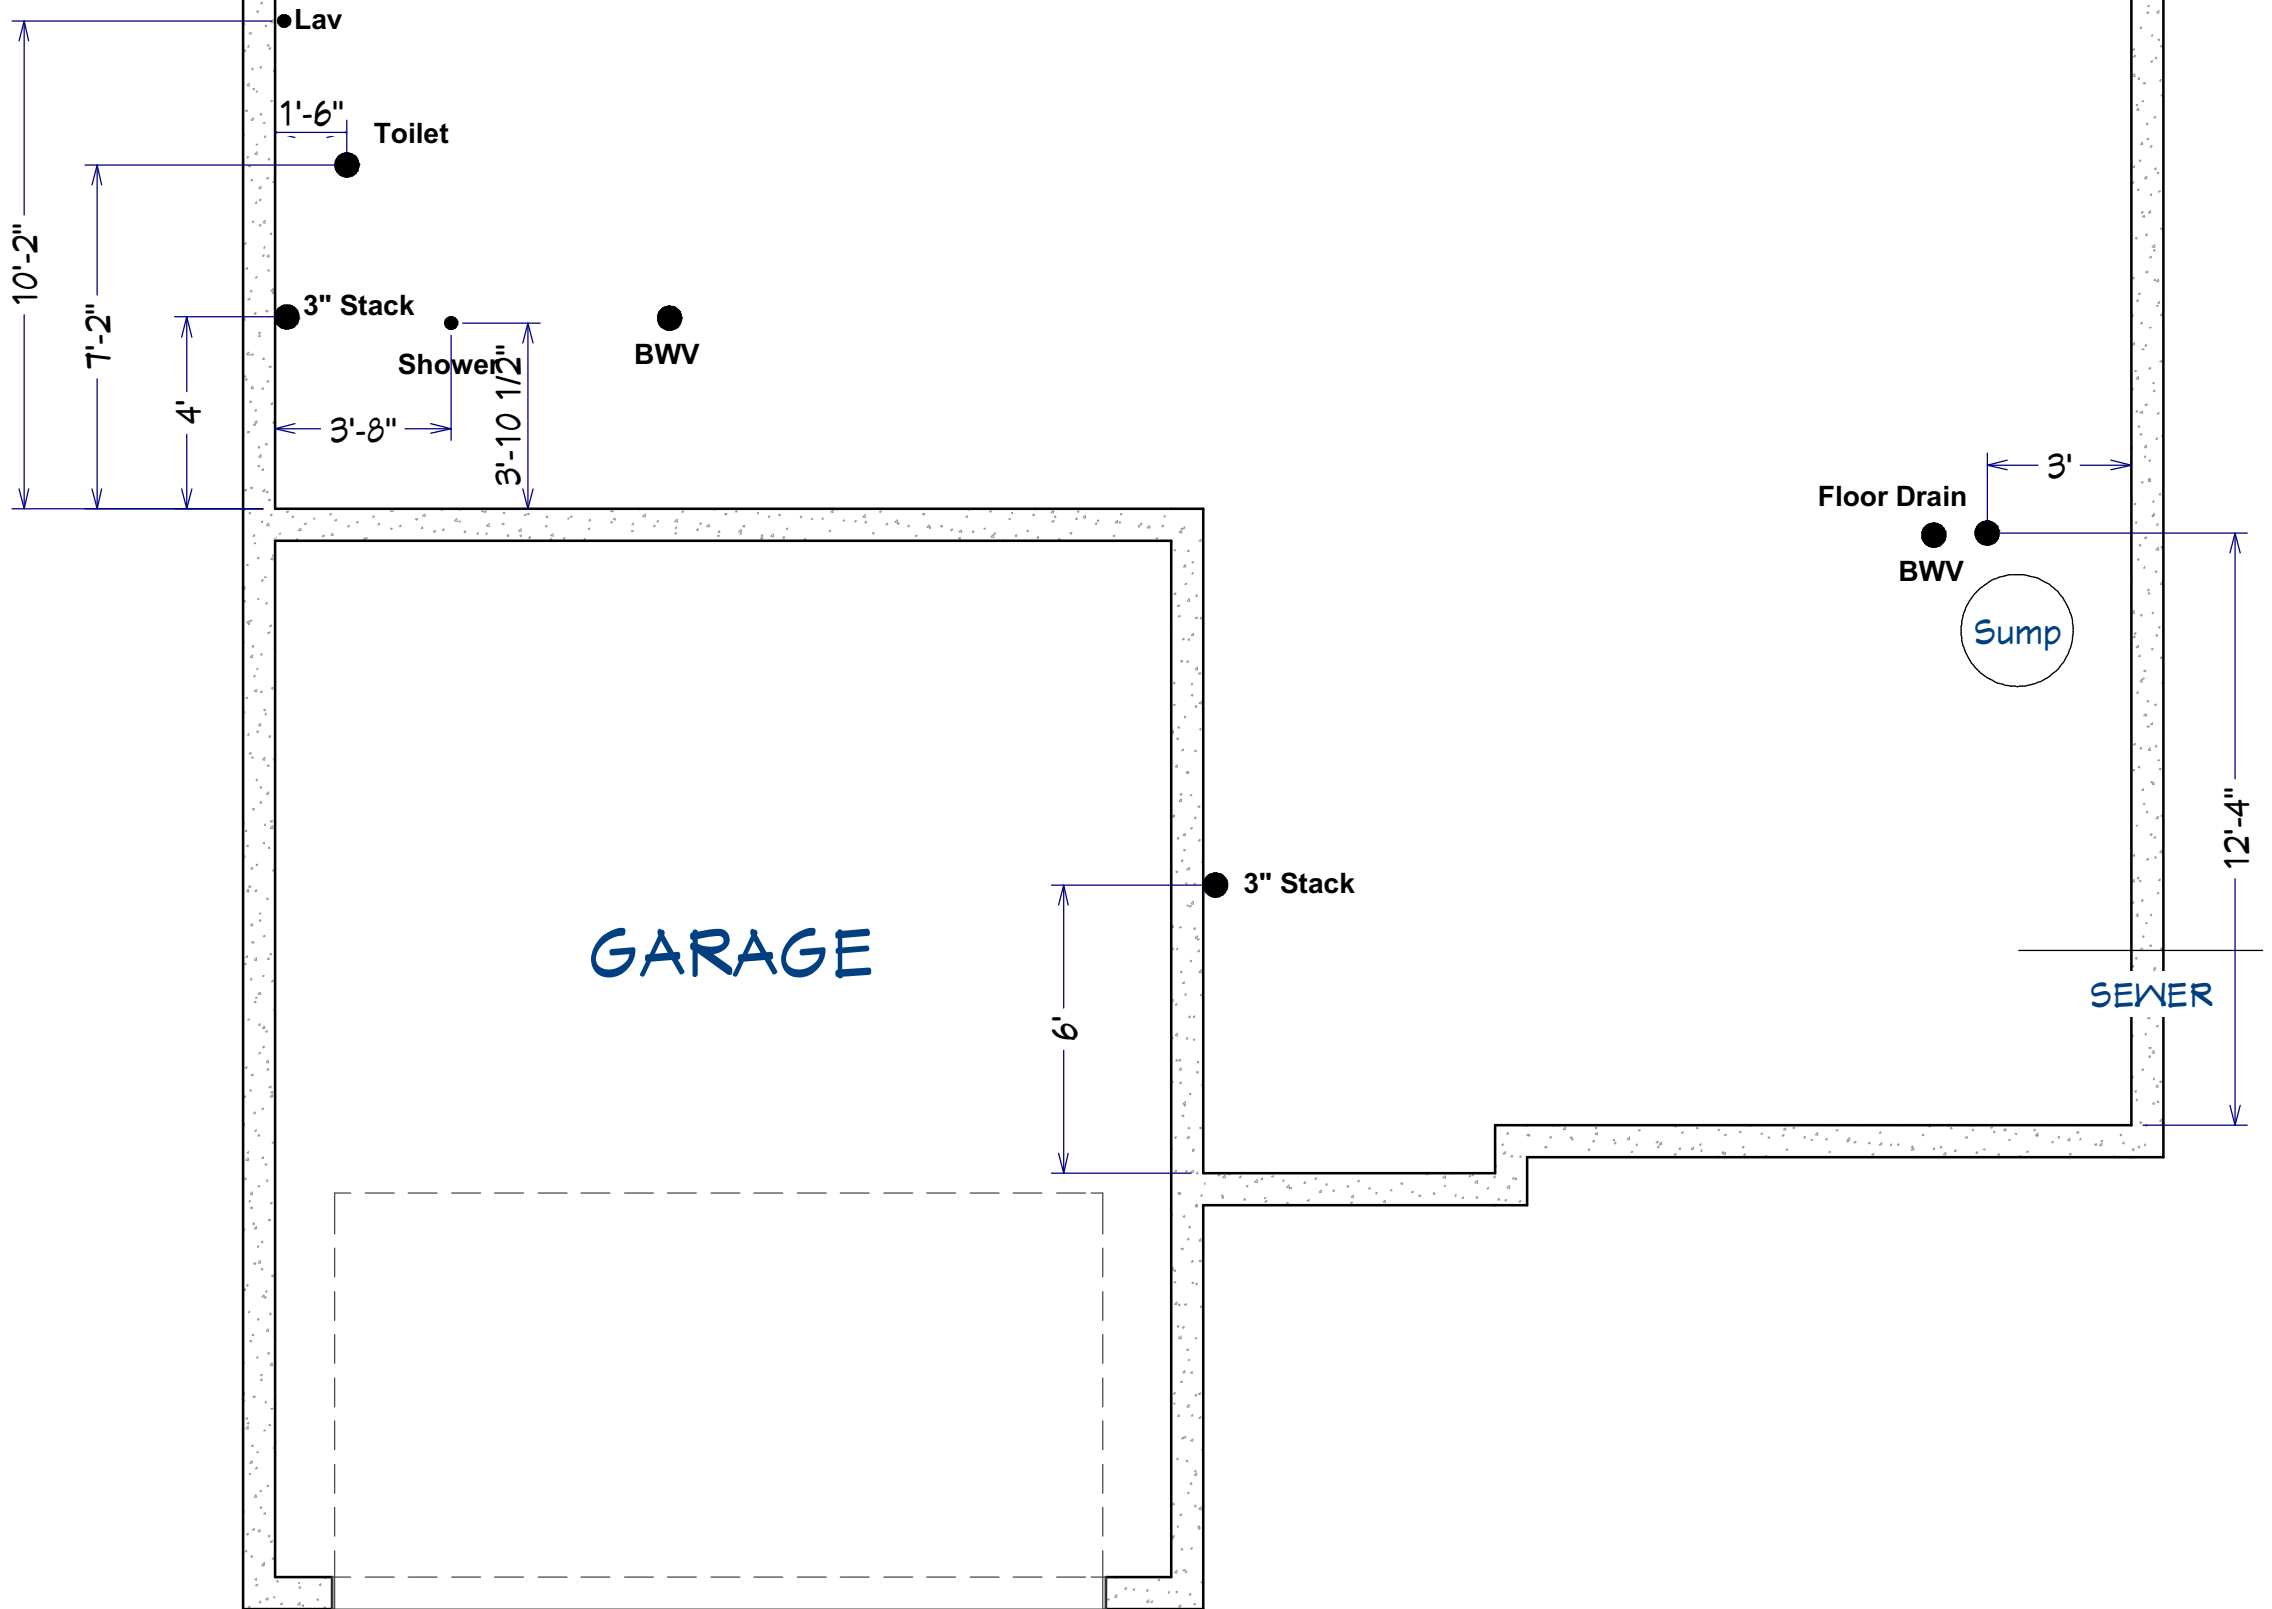 Lav
1'-6"
Toilet
10'-2"
7'-2"
3" Stack
4'
Shower
3'-10 1/2"
BWV
3'-8"
3'
Floor Drain
BWV
Sump
12'-4"
3" Stack
GARAGE
6'
SEWER